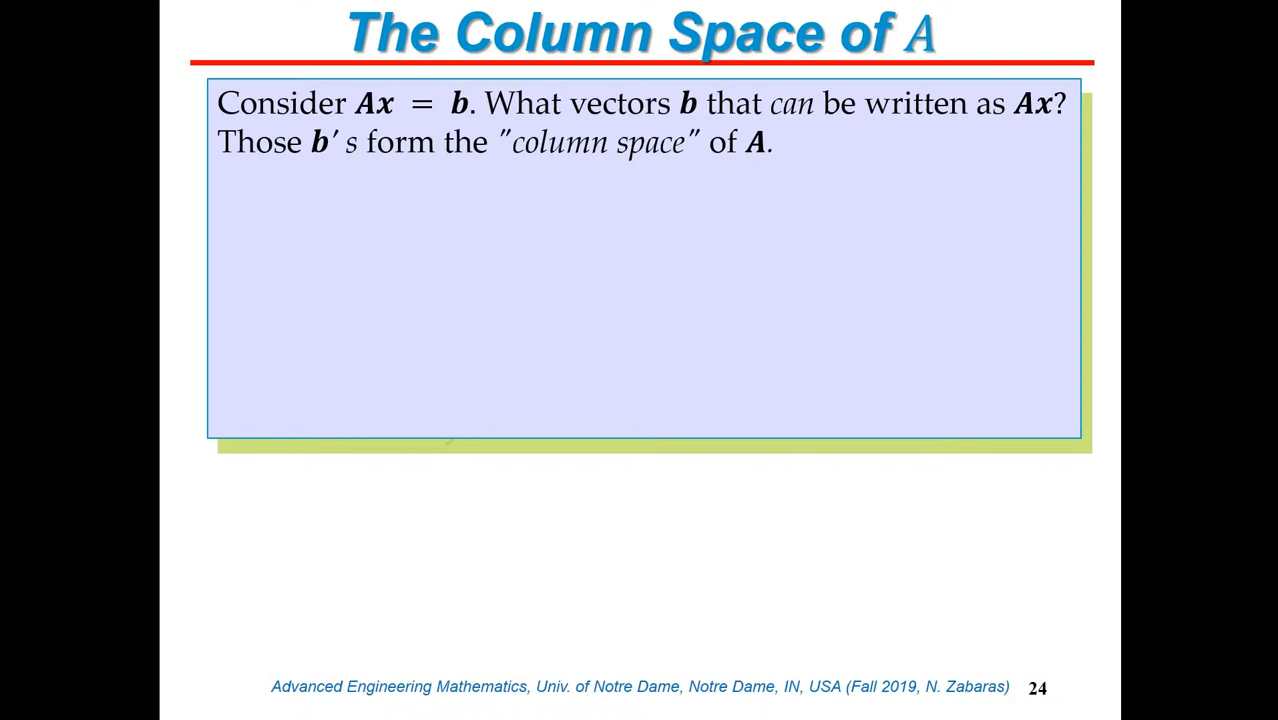 The Column Space of A
Consider Ax = b. What vectors b that can be written as Ax?
Those b′ s form the "column space" of A.
Advanced Engineering Mathematics, Univ. of Notre Dame, Notre Dame, IN, USA (Fall 2019, N. Zabaras) 24